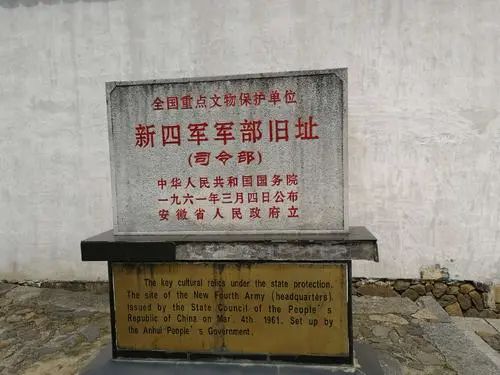 全国重点文物保护单位
新四军军部旧址
(司令部)
中华人民共和国国务院
一九六一年三月四日公布
安徽省人民政府立
The key cultural relics under the state protection.
The site of the New Fourth Army (headquarters).
Issued by the State Council of the People's
Republic of China on Mar. 4th. 1961. Set up by
the Anhui People's Government.